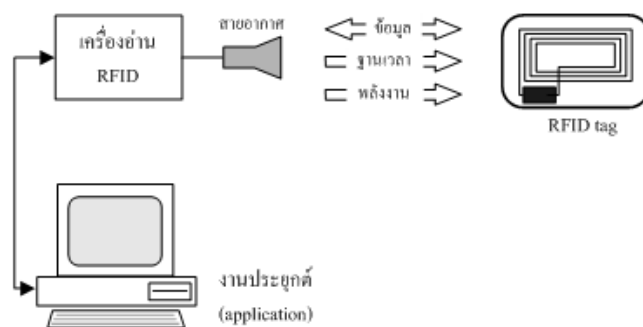 เครื่องอ่าน
RFID
สายอากาศ
ข้อมูล
ฐานเวลา
พลังงาน
RFID tag
งานประยุกต์
(application)